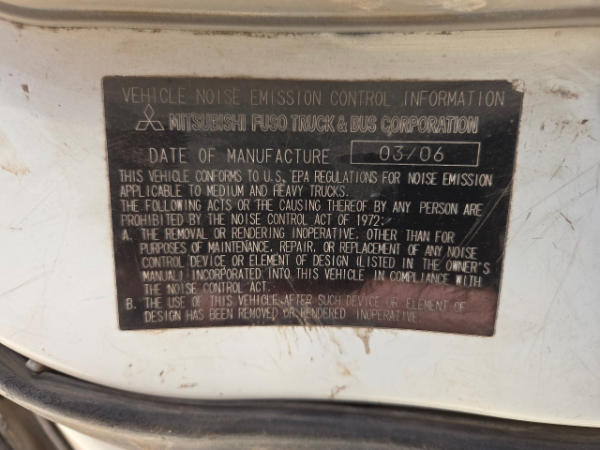 VEHICLE NOISE EMISSION CONTROL INFORMATION
MITSUBISHI FUSO TRUCK & BUS CORPORATION
DATE OF MANUFACTURE 03/06
THIS VEHICLE CONFORMS TO U.S. EPA REGULATIONS FOR NOISE EMISSION
APPLICABLE TO MEDIUM AND HEAVY TRUCKS.
THE FOLLOWING ACTS OR THE CAUSING THEREOF BY ANY PERSON ARE
PROHIBITED BY THE NOISE CONTROL ACT OF 1972:
A. THE REMOVAL OR RENDERING INOPERATIVE, OTHER THAN FOR
PURPOSES OF MAINTENANCE, REPAIR, OR REPLACEMENT OF ANY NOISE
CONTROL DEVICE OR ELEMENT OF DESIGN (LISTED IN THE OWNER'S
MANUAL) INCORPORATED INTO THIS VEHICLE IN COMPLIANCE WITH
THE NOISE CONTROL ACT.
B. THE USE OF THIS VEHICLE AFTER SUCH DEVICE OR ELEMENT OF
DESIGN HAS BEEN REMOVED OR RENDERED INOPERATIVE.